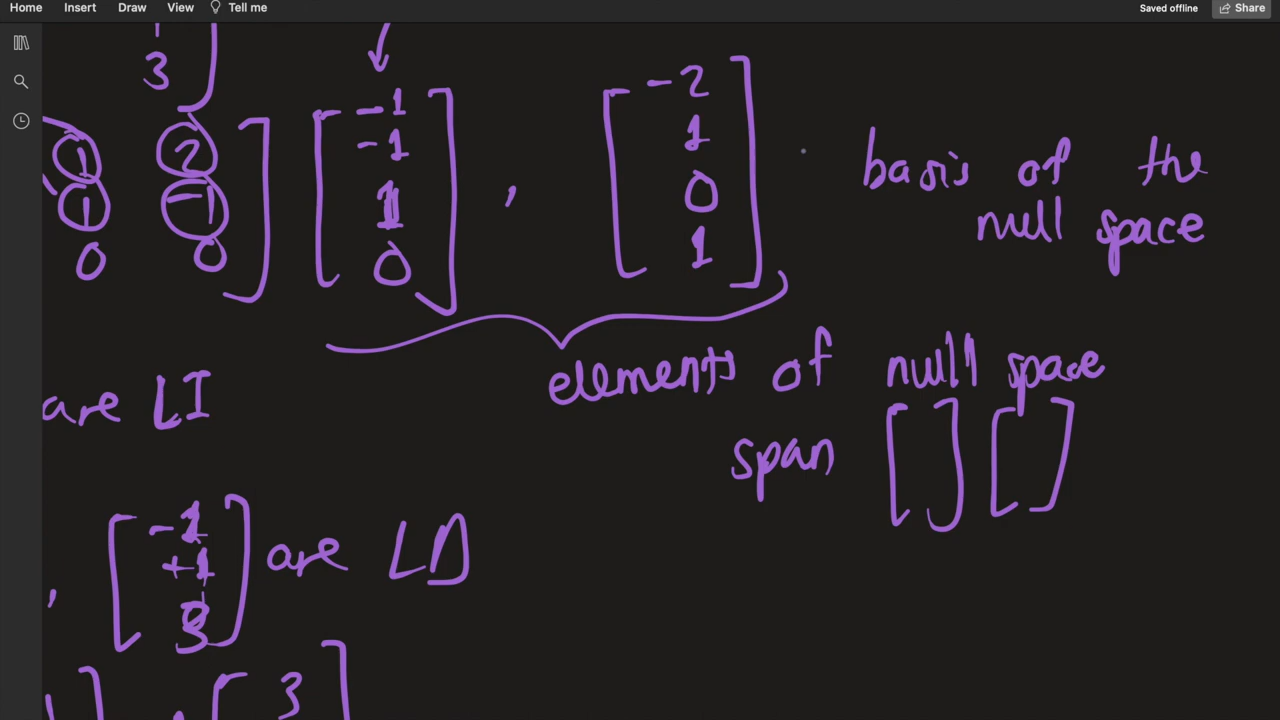 Home Insert Draw View Tell me
Saved offline Share
3
1 2
1 -1
0 0
-1
-1
1
0
,
-2
1
0
1
basis of the
null space
elements of null space
span [ ] [ ]
are LI
,
-1
+1
3
are LD
3